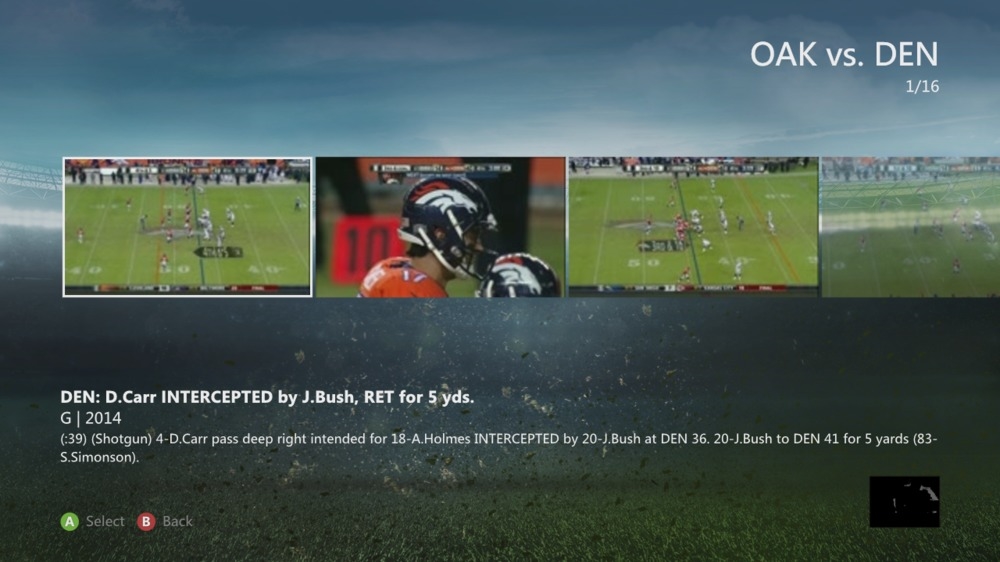 OAK vs. DEN
1/16
10
17
DEN: D.Carr INTERCEPTED by J.Bush, RET for 5 yds.
G | 2014
(:39) (Shotgun) 4-D.Carr pass deep right intended for 18-A.Holmes INTERCEPTED by 20-J.Bush at DEN 36. 20-J.Bush to DEN 41 for 5 yards (83-
S.Simonson).
A Select B Back